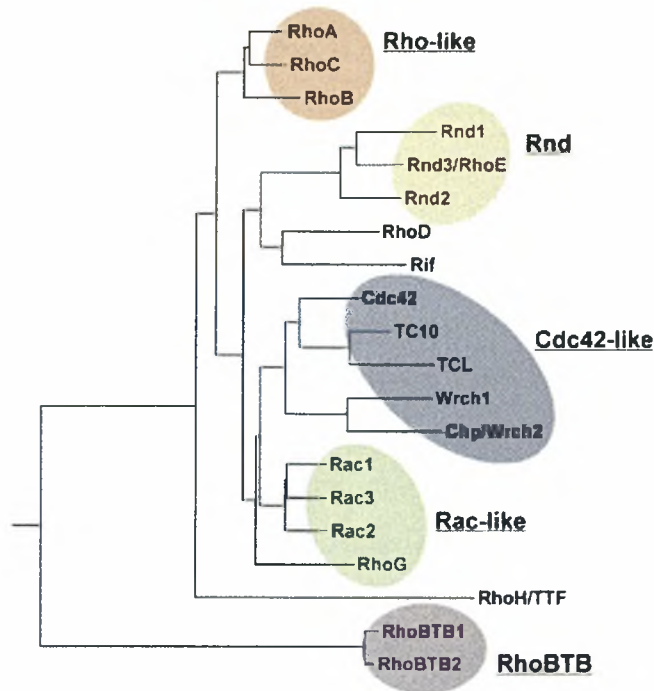 RhoA
Rho-like
RhoC
RhoB
Rnd1
Rnd
Rnd3/RhoE
Rnd2
RhoD
Rif
Cdc42
TC10
Cdc42-like
TCL
Wrch1
Chp/Wrch2
Rac1
Rac3
Rac-like
Rac2
RhoG
RhoH/TTF
RhoBTB1
RhoBTB2
RhoBTB